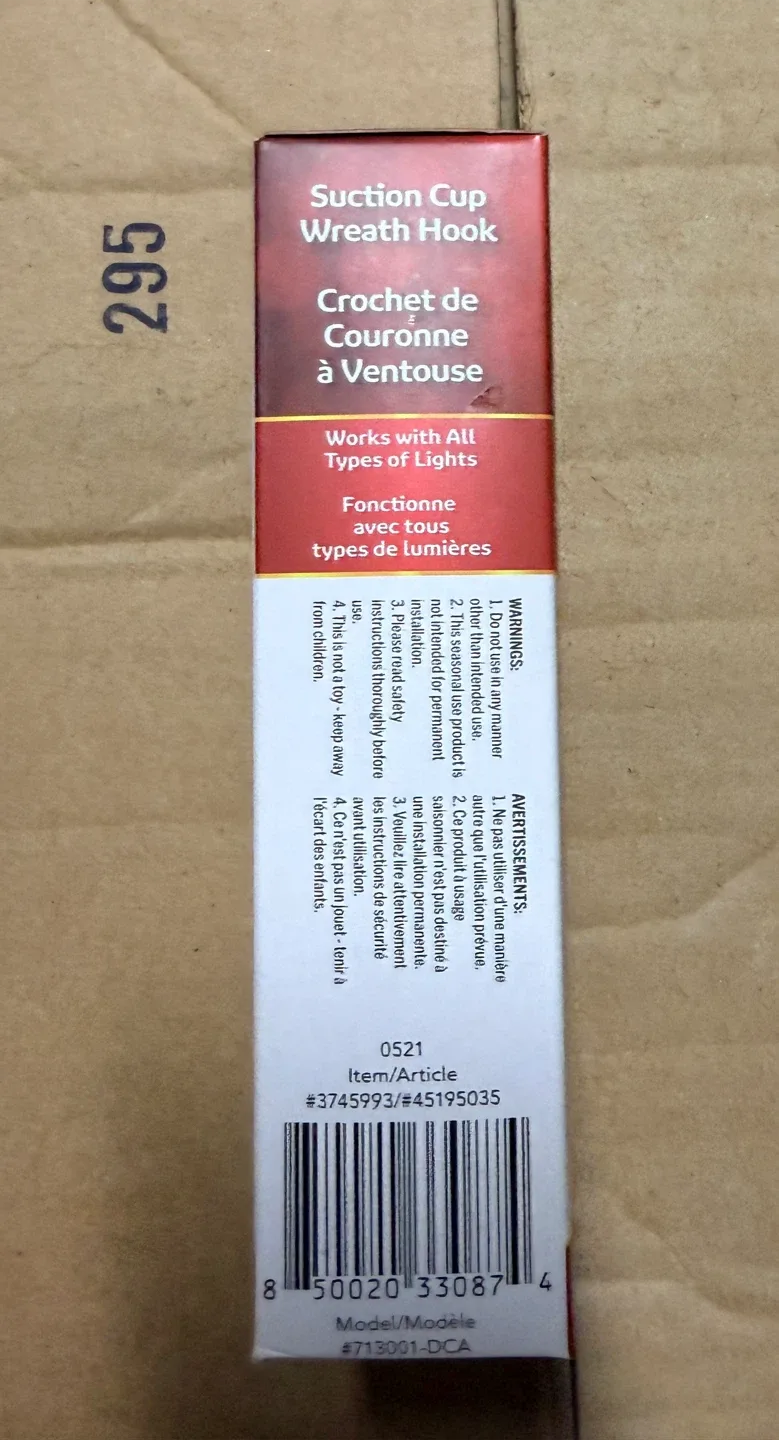 295
Suction Cup
Wreath Hook
Crochet de
Couronne
à Ventouse
Works with All
Types of Lights
Fonctionne
avec tous
types de lumières
WARNINGS:
1. Do not use in any manner
other than intended use.
2. This seasonal use product is
not intended for permanent
installation.
3. Please read safety
instructions thoroughly before
use.
4. This is not a toy - keep away
from children.
AVERTISSEMENTS:
1. Ne pas utiliser d'une manière
autre que l'utilisation prévue.
2. Ce produit à usage
saisonnier n'est pas destiné à
une installation permanente.
3. Veuillez lire attentivement
les instructions de sécurité
avant utilisation.
4. Ce n'est pas un jouet - tenir à
l'écart des enfants.
0521
Item/Article
#3745993/#45195035
8 50020 33087 4
Model/Modèle
#713001-DCA